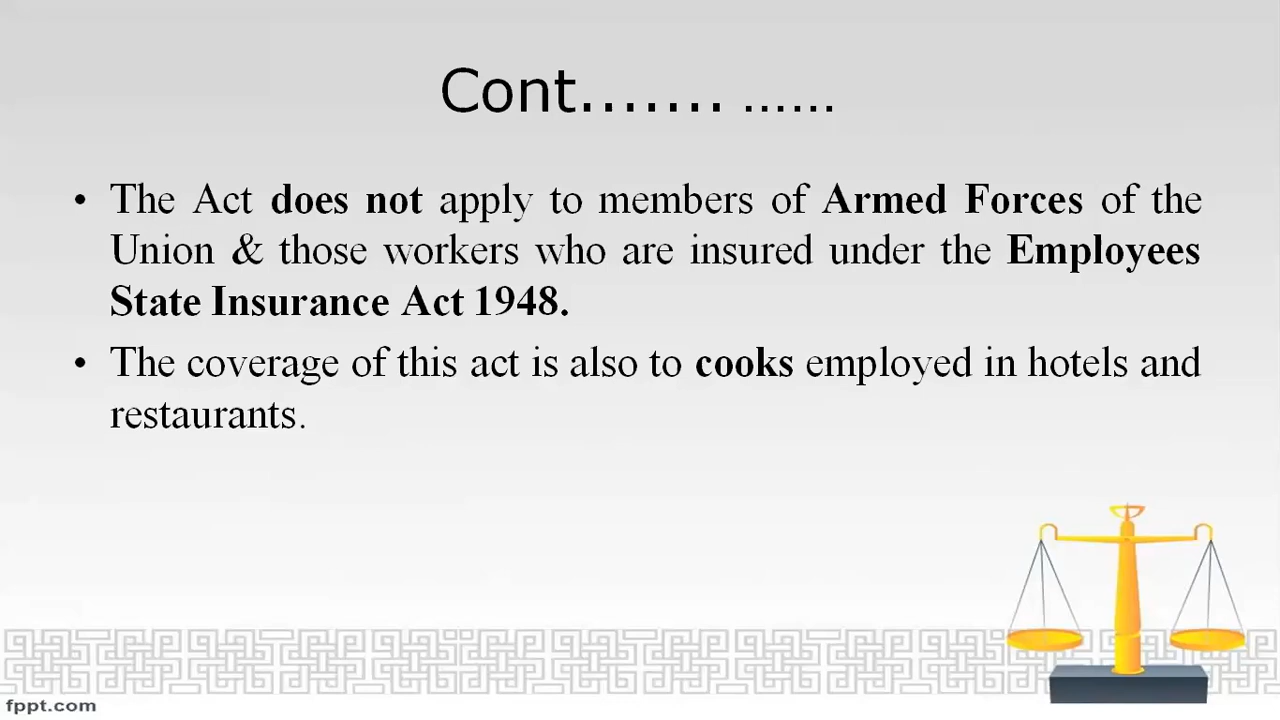 Cont....... ......
• The Act does not apply to members of Armed Forces of the
Union & those workers who are insured under the Employees
State Insurance Act 1948.
• The coverage of this act is also to cooks employed in hotels and
restaurants.
fppt.com